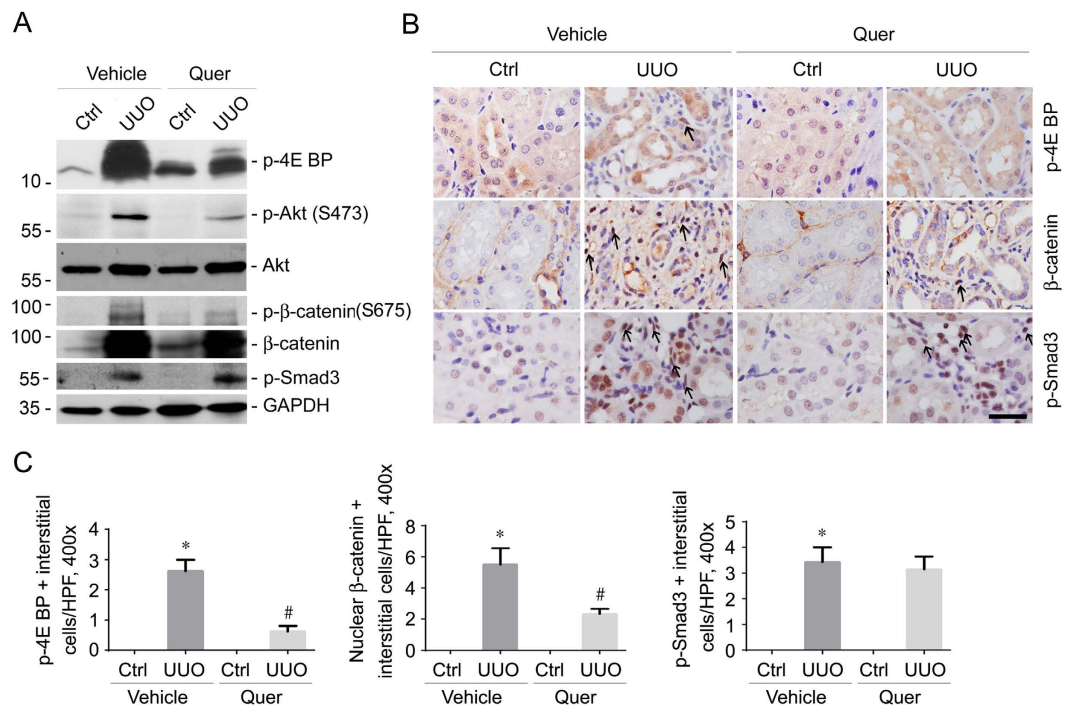 A
Vehicle Quer
Ctrl UUO Ctrl UUO
10 - - p-4E BP
55 - - p-Akt (S473)
55 - - Akt
100 - - p-β-catenin(S675)
100 - - β-catenin
55 - - p-Smad3
35 - - GAPDH
B
Vehicle Quer
Ctrl UUO Ctrl UUO
p-4E BP
β-catenin
p-Smad3
C
p-4E BP + interstitial
cells/HPF, 400x
4
3
2
1
0
*
#
Ctrl UUO Ctrl UUO
Vehicle Quer
Nuclear β-catenin +
interstitial cells/HPF, 400x
8
6
4
2
0
*
#
Ctrl UUO Ctrl UUO
Vehicle Quer
p-Smad3 + interstitial
cells/HPF, 400x
5
4
3
2
1
0
*
Ctrl UUO Ctrl UUO
Vehicle Quer